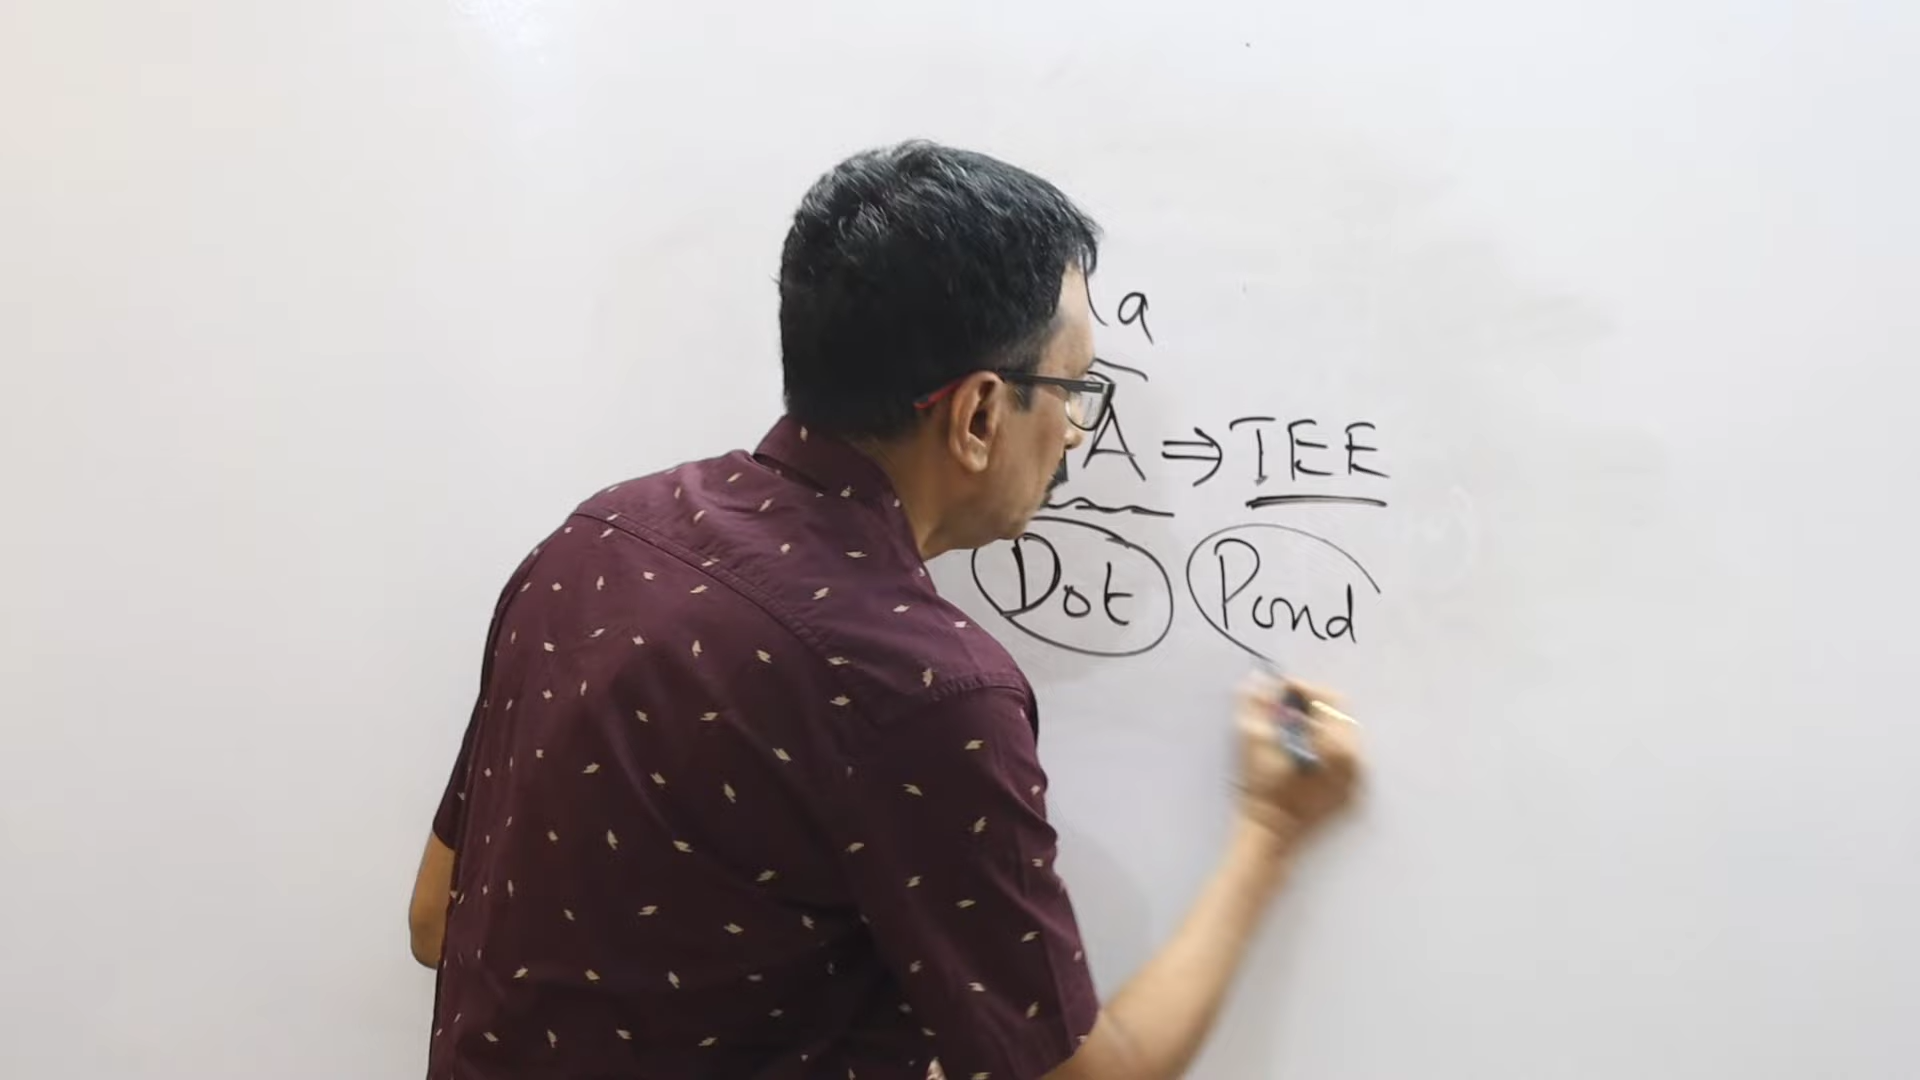 a
A ⇒ TEE
Dot Pond